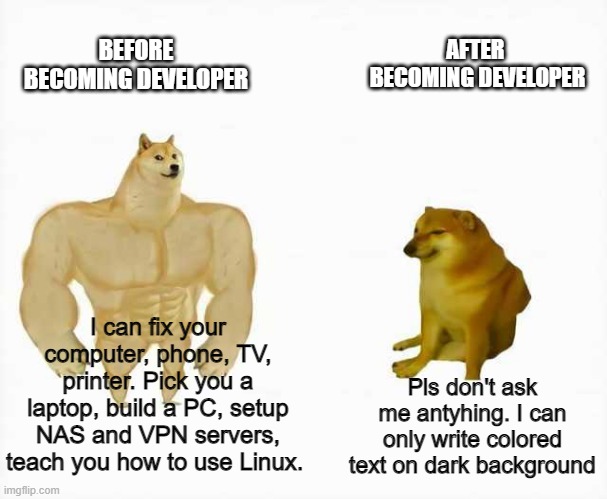 BEFORE
BECOMING DEVELOPER
AFTER
BECOMING DEVELOPER
I can fix your
computer, phone, TV,
printer. Pick you a
laptop, build a PC, setup
NAS and VPN servers,
teach you how to use Linux.
Pls don't ask
me antyhing. I can
only write colored
text on dark background
imgflip.com